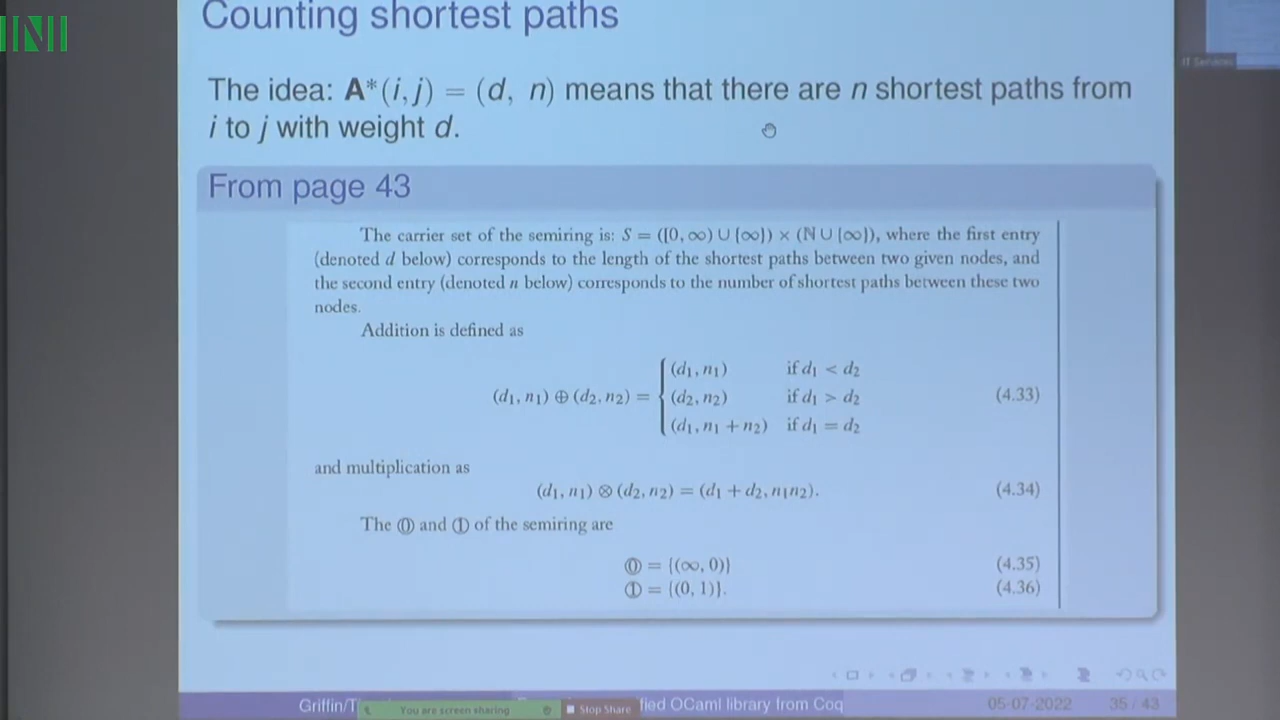 INI
Counting shortest paths
IT Services
The idea: A*(i, j) = (d, n) means that there are n shortest paths from
i to j with weight d.
From page 43
The carrier set of the semiring is: S = ([0, ∞) ∪ {∞}) × (ℕ ∪ {∞}), where the first entry
(denoted d below) corresponds to the length of the shortest paths between two given nodes, and
the second entry (denoted n below) corresponds to the number of shortest paths between these two
nodes.
Addition is defined as
(d₁, n₁) ⊕ (d₂, n₂) = { (d₁, n₁) if d₁ < d₂
(d₂, n₂) if d₁ > d₂ (4.33)
(d₁, n₁ + n₂) if d₁ = d₂
and multiplication as
(d₁, n₁) ⊗ (d₂, n₂) = (d₁ + d₂, n₁n₂). (4.34)
The ⓪ and ① of the semiring are
⓪ = {(∞, 0)} (4.35)
① = {(0, 1)}. (4.36)
Griffin/T fied OCaml library from Coq 05-07-2022 35 / 43
You are screen sharing Stop Share